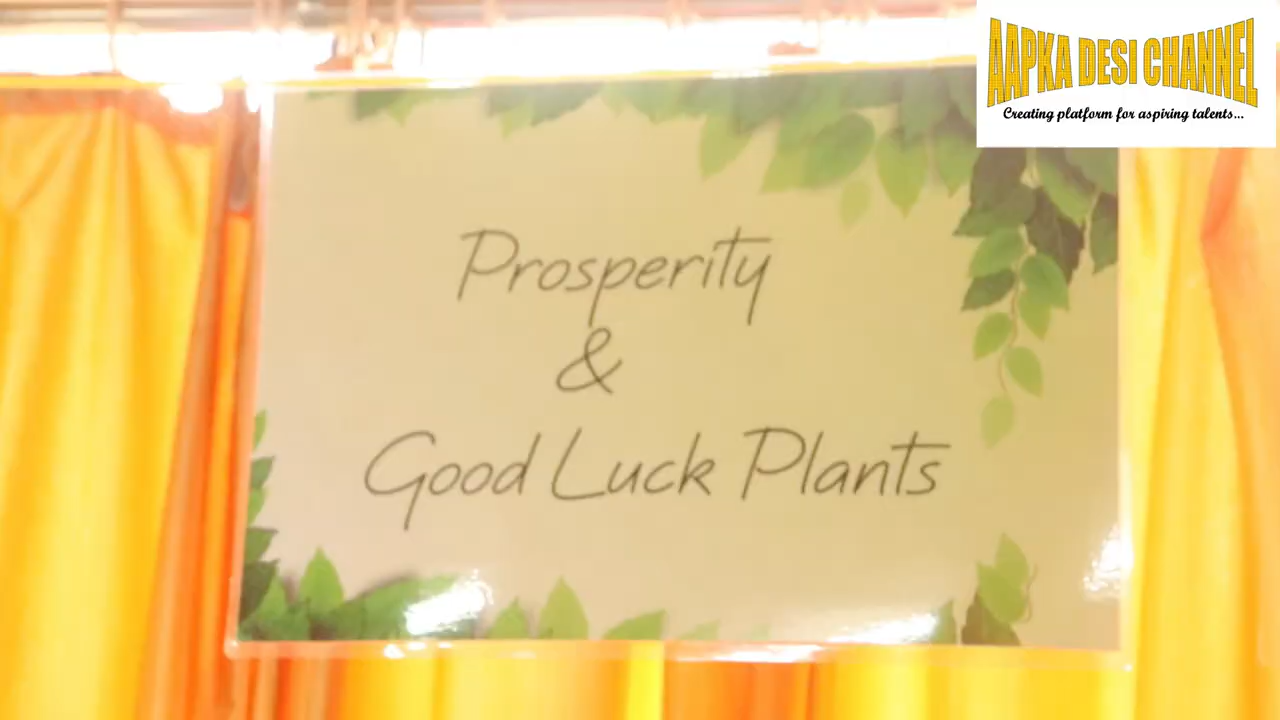 AAPKA DESI CHANNEL
Creating platform for aspiring talents...
Prosperity
&
Good Luck Plants